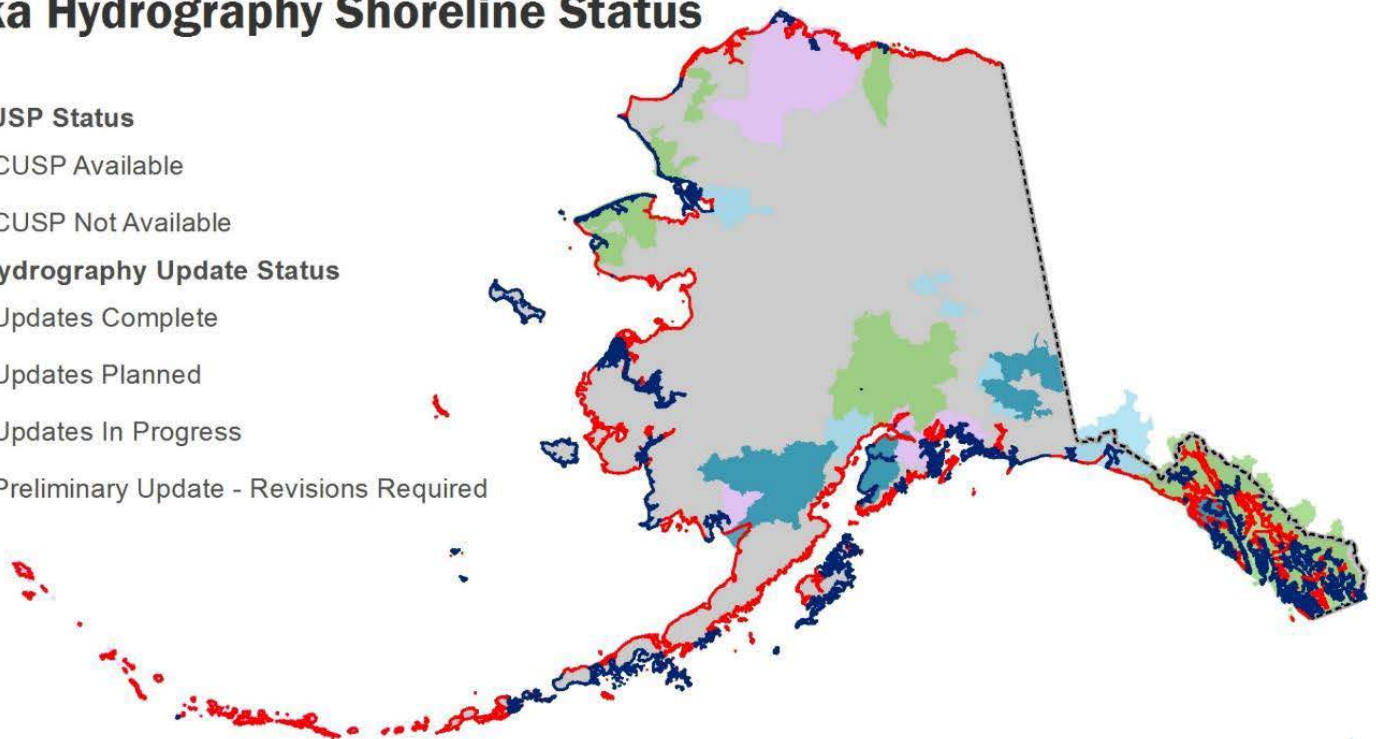 ka Hydrography Shoreline Status
USP Status
CUSP Available
CUSP Not Available
ydrography Update Status
Updates Complete
Updates Planned
Updates In Progress
Preliminary Update - Revisions Required